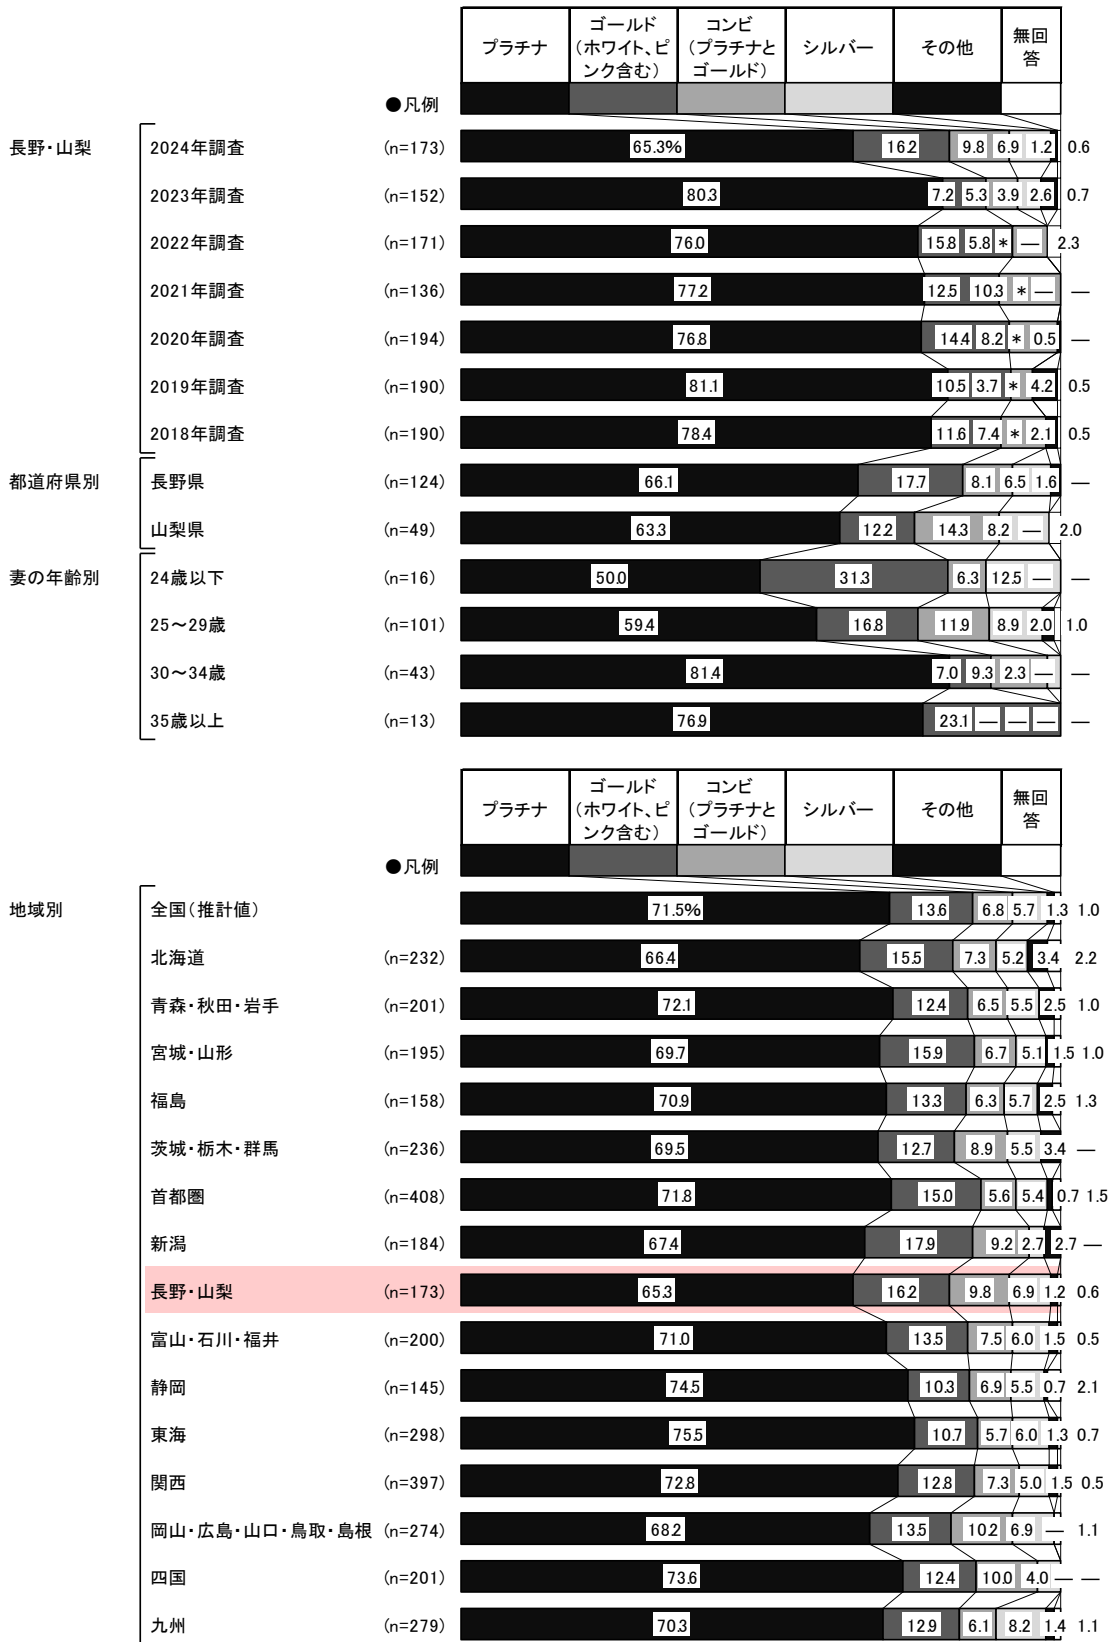 プラチナ
ゴールド
(ホワイト、ピ
ンク含む)
コンビ
(プラチナと
ゴールド)
シルバー
その他
無回
答
●凡例
長野・山梨
2024年調査 (n=173) 65.3% 16.2 9.8 6.9 1.2 0.6
2023年調査 (n=152) 80.3 7.2 5.3 3.9 2.6 0.7
2022年調査 (n=171) 76.0 15.8 5.8 * — 2.3
2021年調査 (n=136) 77.2 12.5 10.3 * — —
2020年調査 (n=194) 76.8 14.4 8.2 * 0.5 —
2019年調査 (n=190) 81.1 10.5 3.7 * 4.2 0.5
2018年調査 (n=190) 78.4 11.6 7.4 * 2.1 0.5
都道府県別
長野県 (n=124) 66.1 17.7 8.1 6.5 1.6 —
山梨県 (n=49) 63.3 12.2 14.3 8.2 — 2.0
妻の年齢別
24歳以下 (n=16) 50.0 31.3 6.3 12.5 — —
25～29歳 (n=101) 59.4 16.8 11.9 8.9 2.0 1.0
30～34歳 (n=43) 81.4 7.0 9.3 2.3 — —
35歳以上 (n=13) 76.9 23.1 — — — —
プラチナ
ゴールド
(ホワイト、ピ
ンク含む)
コンビ
(プラチナと
ゴールド)
シルバー
その他
無回
答
●凡例
地域別
全国(推計値) 71.5% 13.6 6.8 5.7 1.3 1.0
北海道 (n=232) 66.4 15.5 7.3 5.2 3.4 2.2
青森・秋田・岩手 (n=201) 72.1 12.4 6.5 5.5 2.5 1.0
宮城・山形 (n=195) 69.7 15.9 6.7 5.1 1.5 1.0
福島 (n=158) 70.9 13.3 6.3 5.7 2.5 1.3
茨城・栃木・群馬 (n=236) 69.5 12.7 8.9 5.5 3.4 —
首都圏 (n=408) 71.8 15.0 5.6 5.4 0.7 1.5
新潟 (n=184) 67.4 17.9 9.2 2.7 2.7 —
長野・山梨 (n=173) 65.3 16.2 9.8 6.9 1.2 0.6
富山・石川・福井 (n=200) 71.0 13.5 7.5 6.0 1.5 0.5
静岡 (n=145) 74.5 10.3 6.9 5.5 0.7 2.1
東海 (n=298) 75.5 10.7 5.7 6.0 1.3 0.7
関西 (n=397) 72.8 12.8 7.3 5.0 1.5 0.5
岡山・広島・山口・鳥取・島根 (n=274) 68.2 13.5 10.2 6.9 — 1.1
四国 (n=201) 73.6 12.4 10.0 4.0 — —
九州 (n=279) 70.3 12.9 6.1 8.2 1.4 1.1